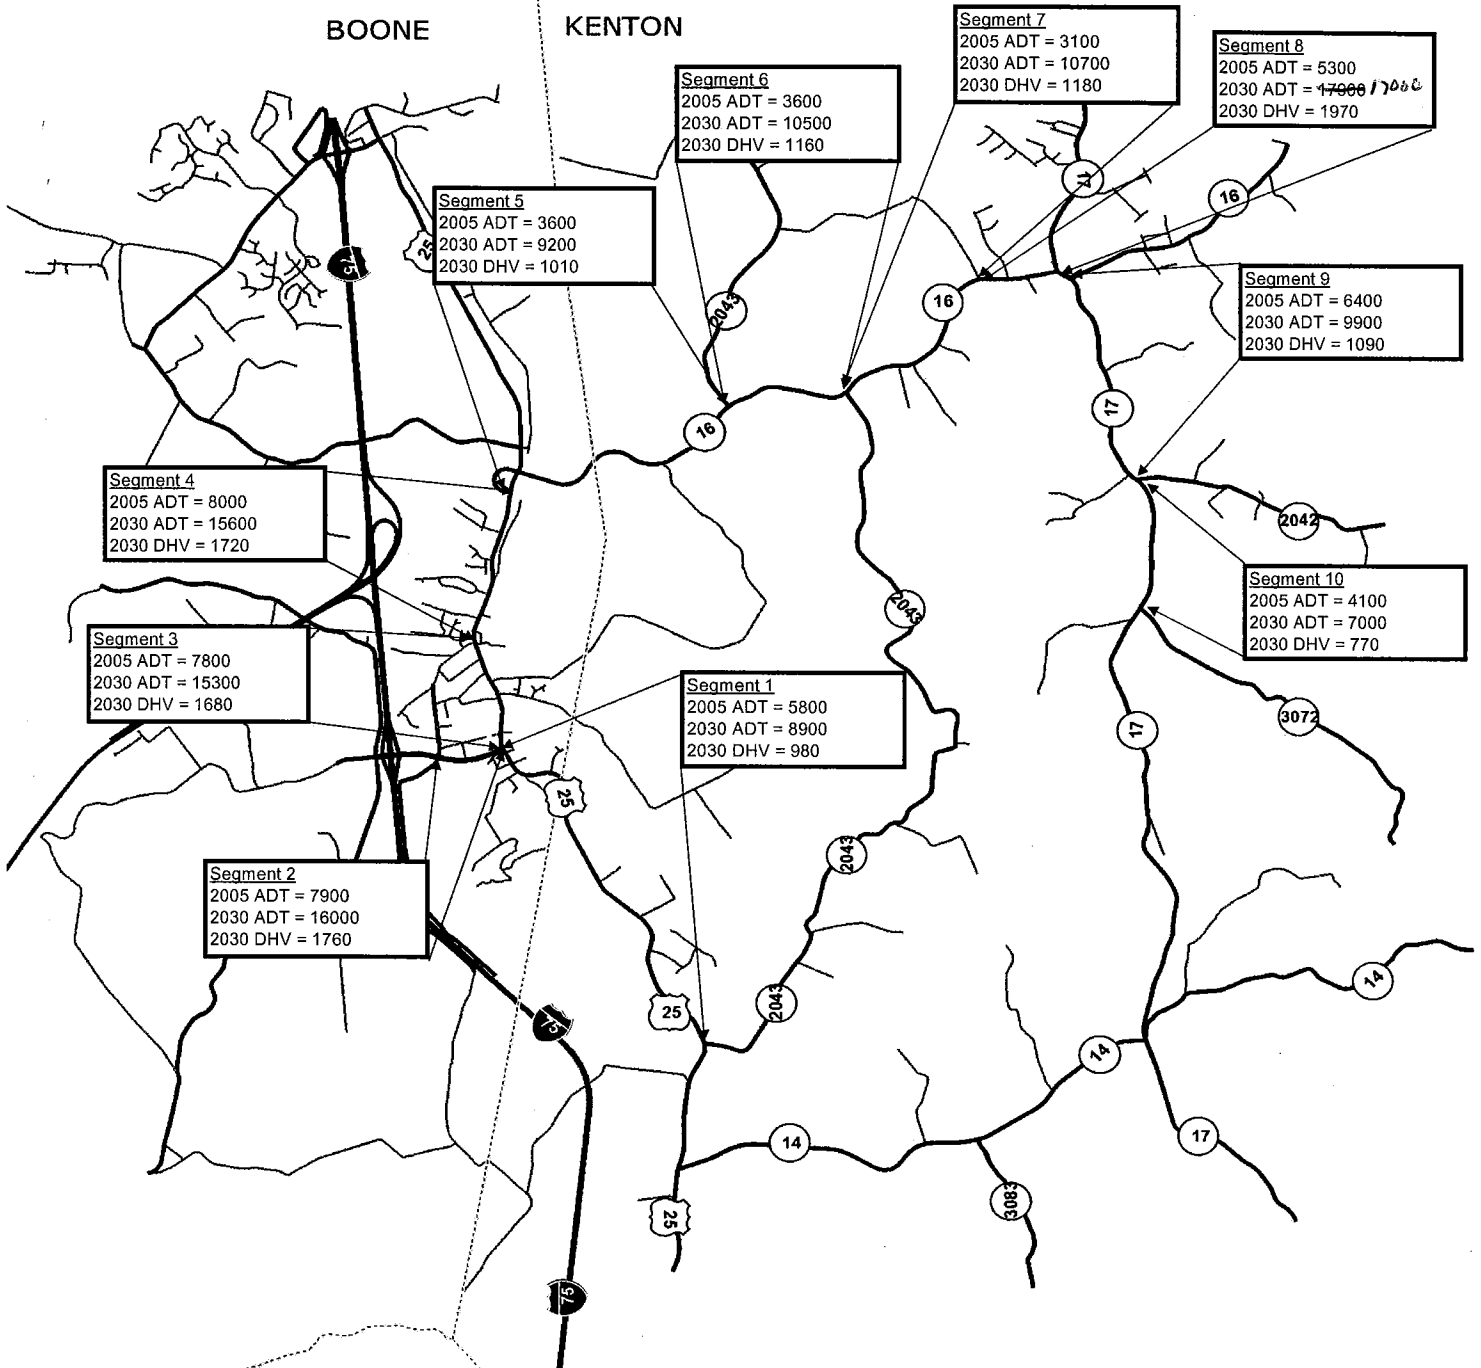 BOONE
KENTON
Segment 7
2005 ADT = 3100
2030 ADT = 10700
2030 DHV = 1180
Segment 8
2005 ADT = 5300
2030 ADT = 17900 17000
2030 DHV = 1970
Segment 6
2005 ADT = 3600
2030 ADT = 10500
2030 DHV = 1160
17
16
Segment 5
2005 ADT = 3600
2030 ADT = 9200
2030 DHV = 1010
25
75
2043
16
Segment 9
2005 ADT = 6400
2030 ADT = 9900
2030 DHV = 1090
17
16
Segment 4
2005 ADT = 8000
2030 ADT = 15600
2030 DHV = 1720
2042
Segment 10
2005 ADT = 4100
2030 ADT = 7000
2030 DHV = 770
2043
Segment 3
2005 ADT = 7800
2030 ADT = 15300
2030 DHV = 1680
Segment 1
2005 ADT = 5800
2030 ADT = 8900
2030 DHV = 980
17
3072
25
2043
Segment 2
2005 ADT = 7900
2030 ADT = 16000
2030 DHV = 1760
14
2043
25
75
14
14
17
3083
25
75